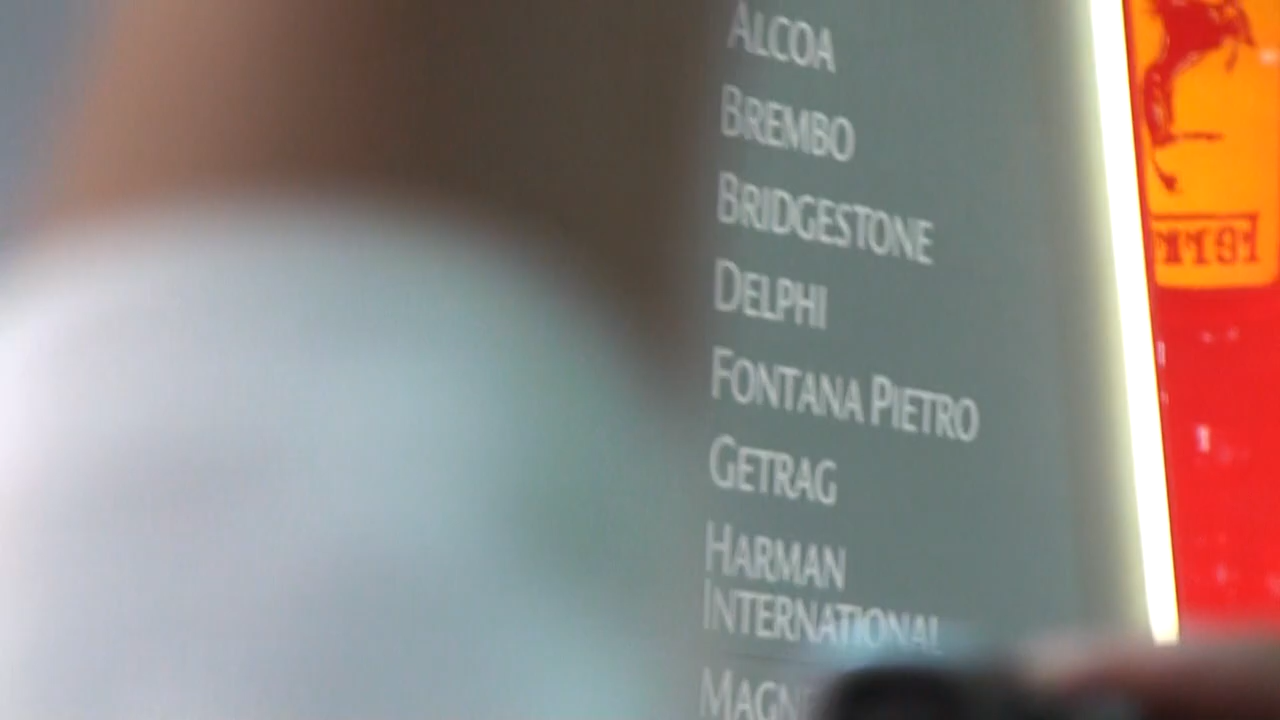 ALCOA
BREMBO
BRIDGESTONE
DELPHI
FONTANA PIETRO
GETRAG
HARMAN
INTERNATIONAL